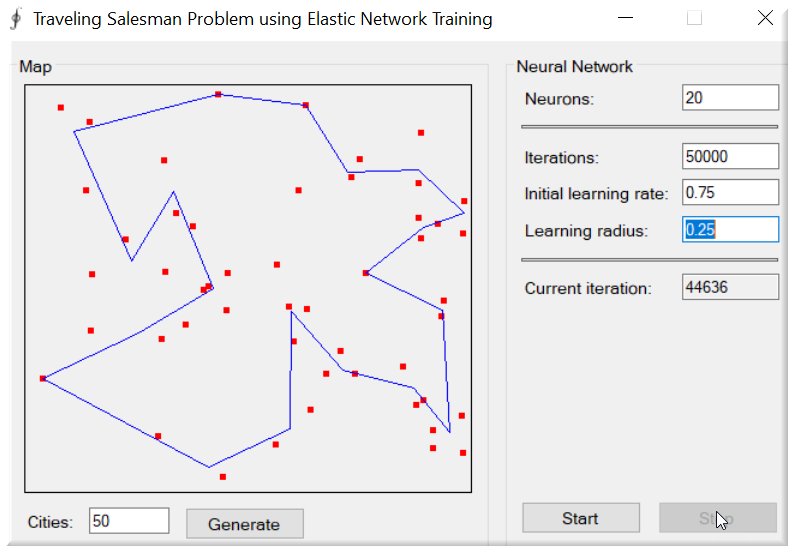 Traveling Salesman Problem using Elastic Network Training
Map
Neural Network
Neurons: 20
Iterations: 50000
Initial learning rate: 0.75
Learning radius: 0.25
Current iteration: 44636
Cities: 50 Generate
Start Stop